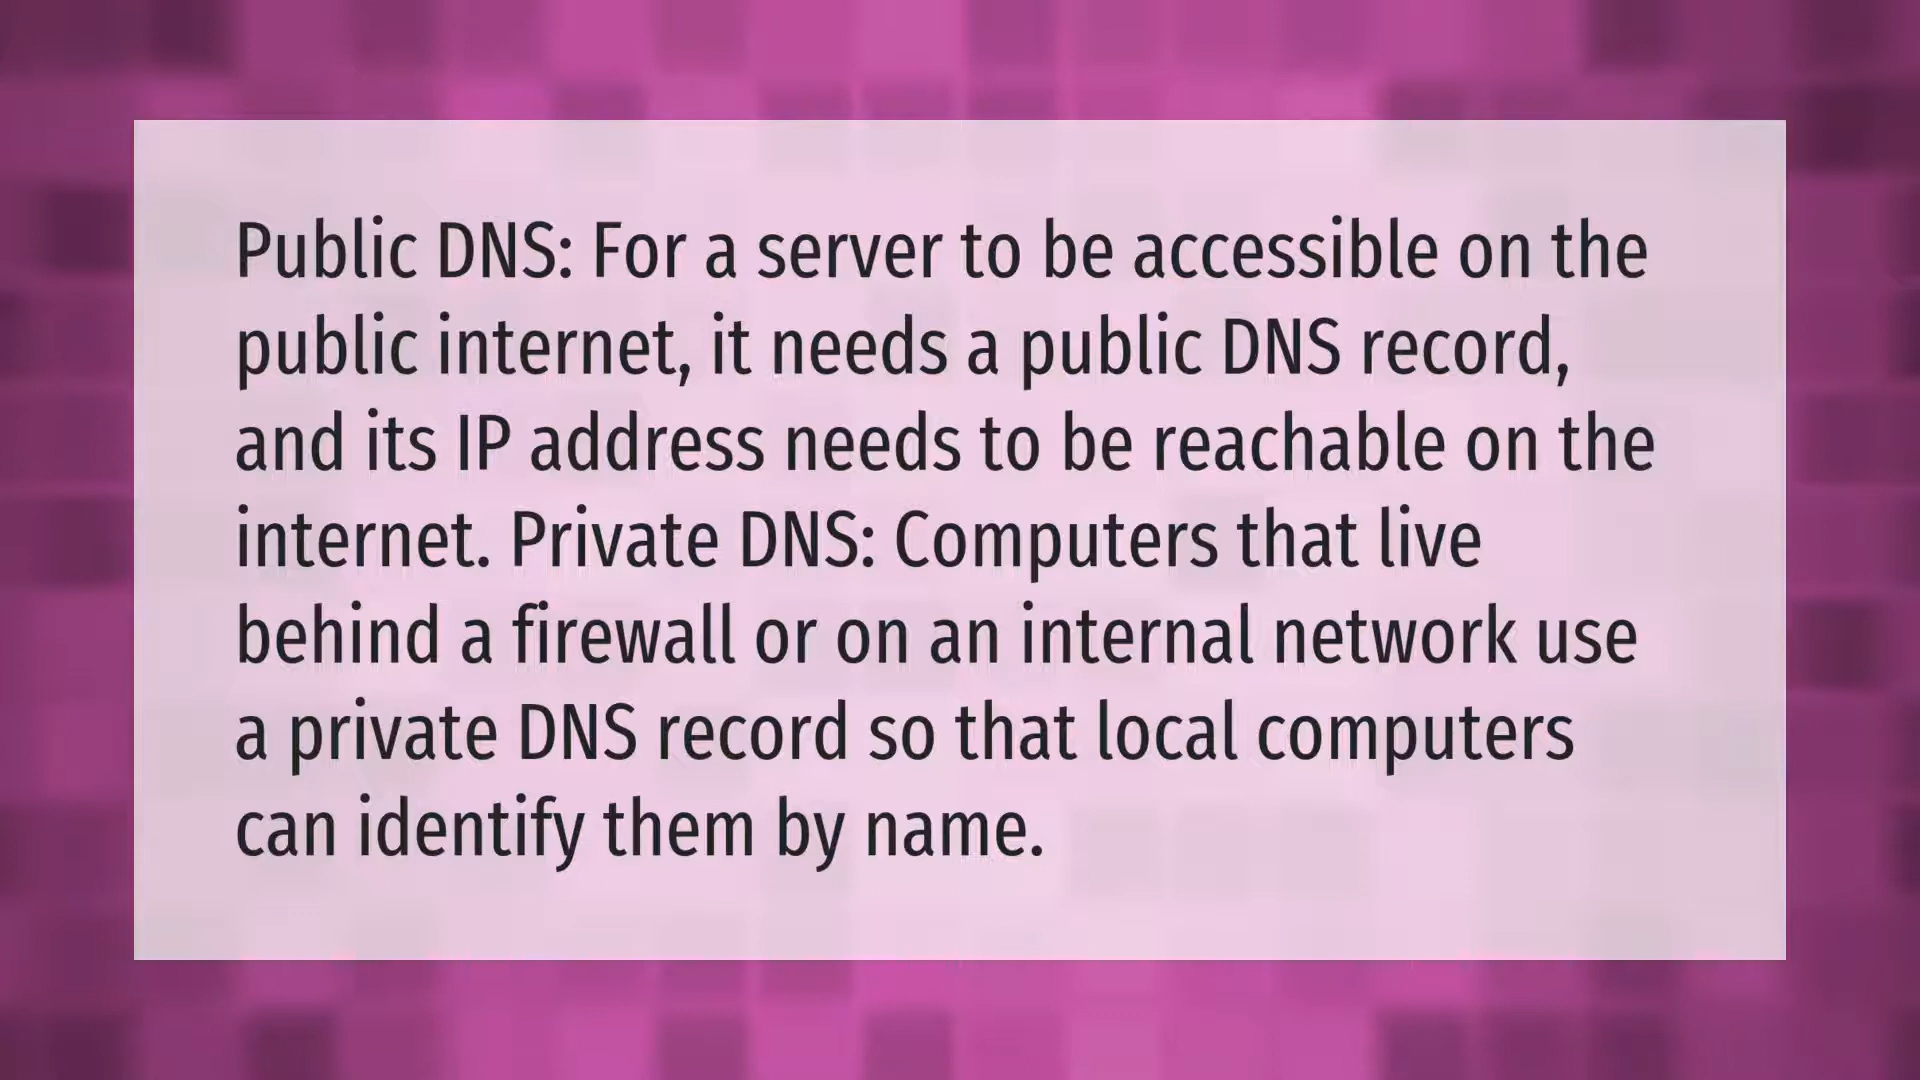 Public DNS: For a server to be accessible on the
public internet, it needs a public DNS record,
and its IP address needs to be reachable on the
internet. Private DNS: Computers that live
behind a firewall or on an internal network use
a private DNS record so that local computers
can identify them by name.